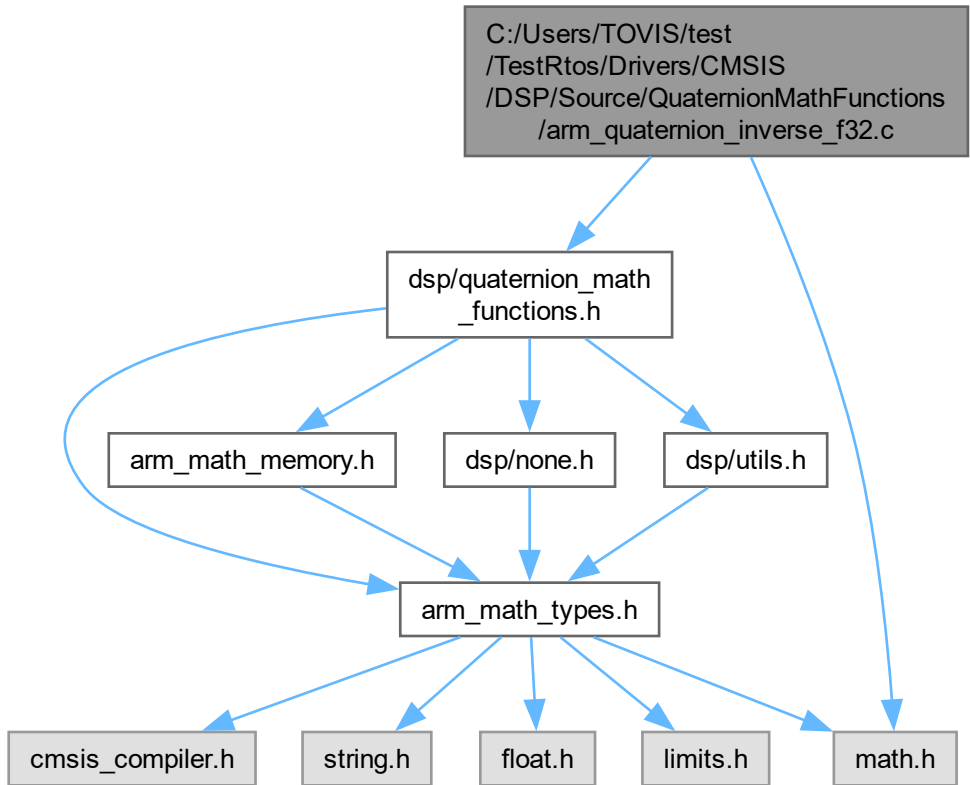 C:/Users/TOVIS/test
/TestRtos/Drivers/CMSIS
/DSP/Source/QuaternionMathFunctions
/arm_quaternion_inverse_f32.c
dsp/quaternion_math
_functions.h
arm_math_memory.h
dsp/none.h
dsp/utils.h
arm_math_types.h
cmsis_compiler.h
string.h
float.h
limits.h
math.h